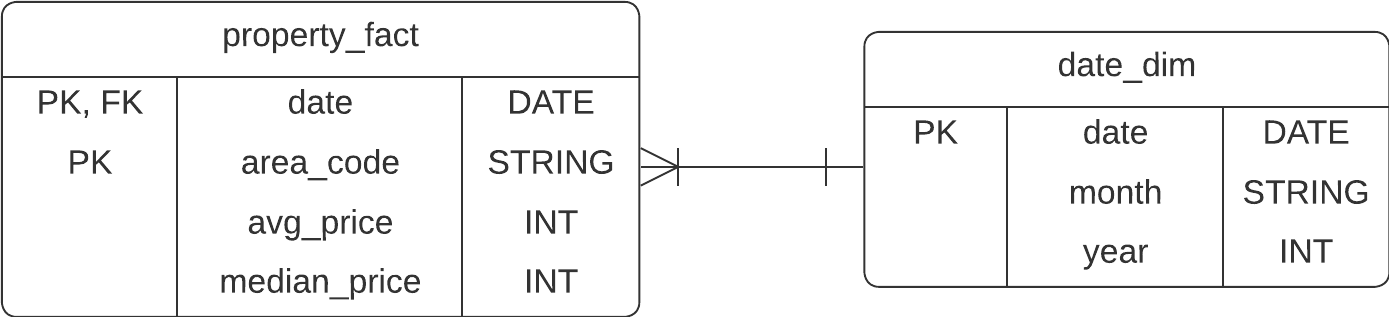 property_fact
PK, FK date DATE
PK area_code STRING
avg_price INT
median_price INT
date_dim
PK date DATE
month STRING
year INT